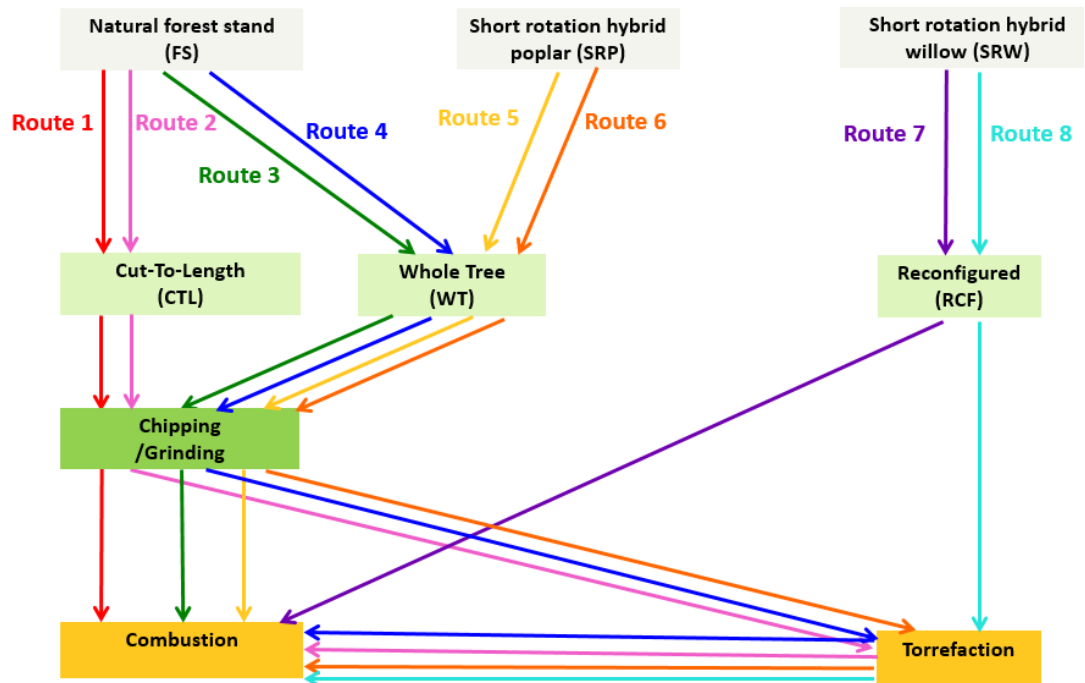 Natural forest stand
(FS)
Short rotation hybrid
poplar (SRP)
Short rotation hybrid
willow (SRW)
Route 1
Route 2
Route 3
Route 4
Route 5
Route 6
Route 7
Route 8
Cut-To-Length
(CTL)
Whole Tree
(WT)
Reconfigured
(RCF)
Chipping
/Grinding
Combustion
Torrefaction